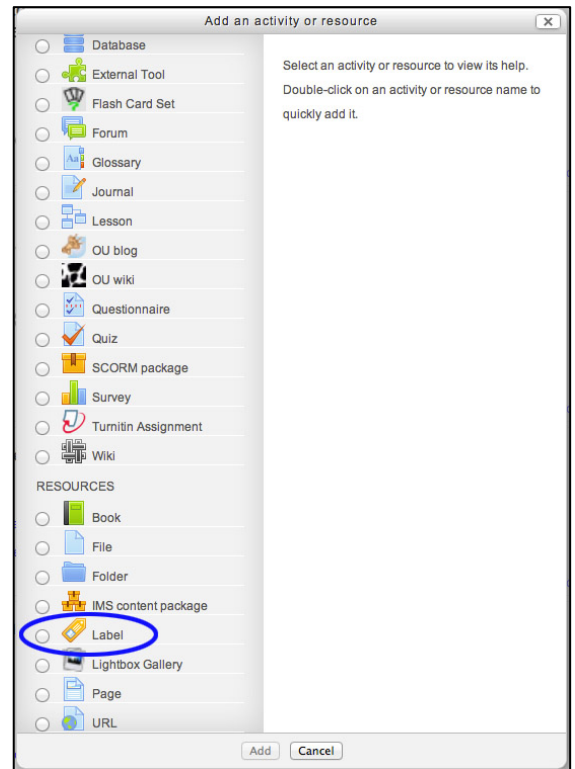 Add an activity or resource
Database
External Tool
Flash Card Set
Forum
Glossary
Journal
Lesson
OU blog
OU wiki
Questionnaire
Quiz
SCORM package
Survey
Turnitin Assignment
Wiki
RESOURCES
Book
File
Folder
IMS content package
Label
Lightbox Gallery
Page
URL
Select an activity or resource to view its help.
Double-click on an activity or resource name to
quickly add it.
Add
Cancel